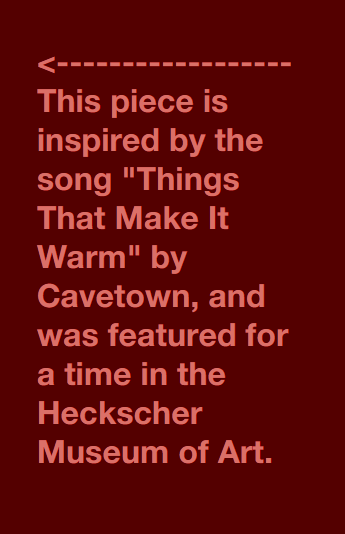 <------------------
This piece is
inspired by the
song "Things
That Make It
Warm" by
Cavetown, and
was featured for
a time in the
Heckscher
Museum of Art.